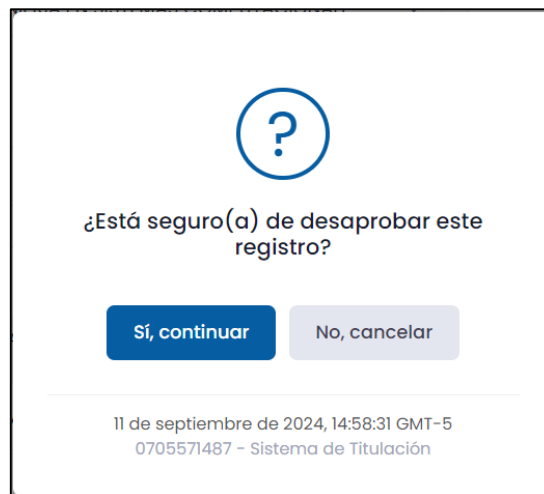 ?
¿Está seguro(a) de desaprobar este
registro?
Sí, continuar
No, cancelar
11 de septiembre de 2024, 14:58:31 GMT-5
0705571487 - Sistema de Titulación